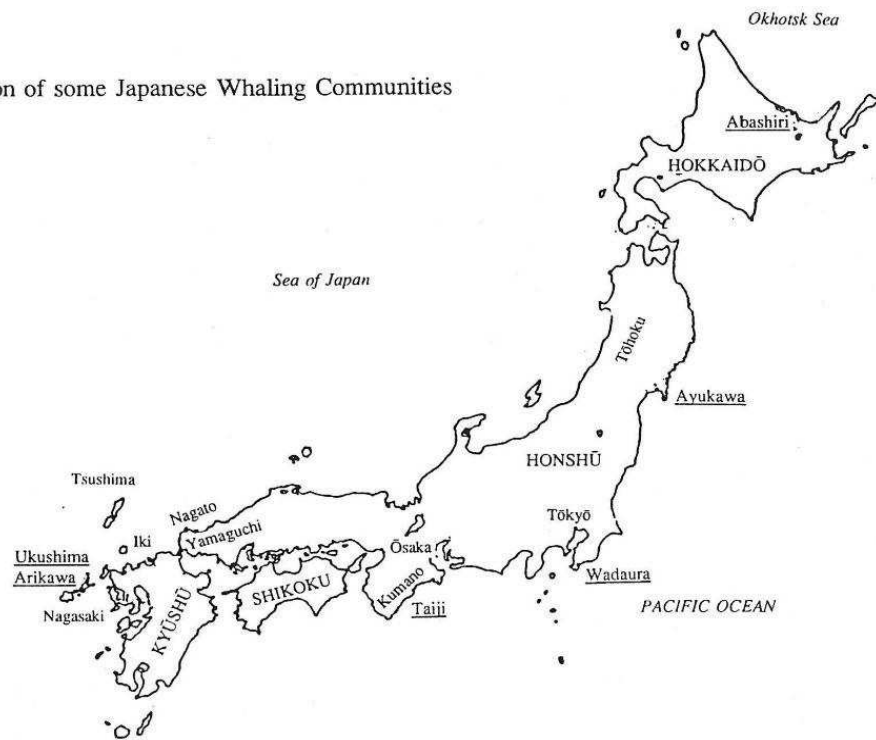 Okhotsk Sea
on of some Japanese Whaling Communities
Abashiri
HOKKAIDŌ
Sea of Japan
Tōhoku
Ayukawa
HONSHŪ
Tsushima
Nagato
Yamaguchi
Iki
Tōkyō
Ōsaka
Ukushima
Arikawa
Wadaura
SHIKOKU
Kumano
Taiji
Nagasaki
KYŪSHŪ
PACIFIC OCEAN